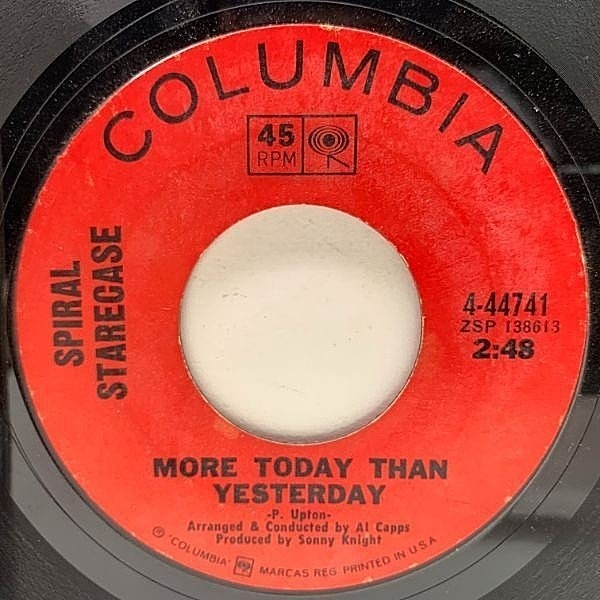 COLUMBIA
45
RPM
SPIRAL
STARECASE
4-44741
ZSP 138613
2:48
MORE TODAY THAN
YESTERDAY
-P. Upton-
Arranged & Conducted by Al Capps
Produced by Sonny Knight
℗ "COLUMBIA" MARCAS REG. PRINTED IN U.S.A.